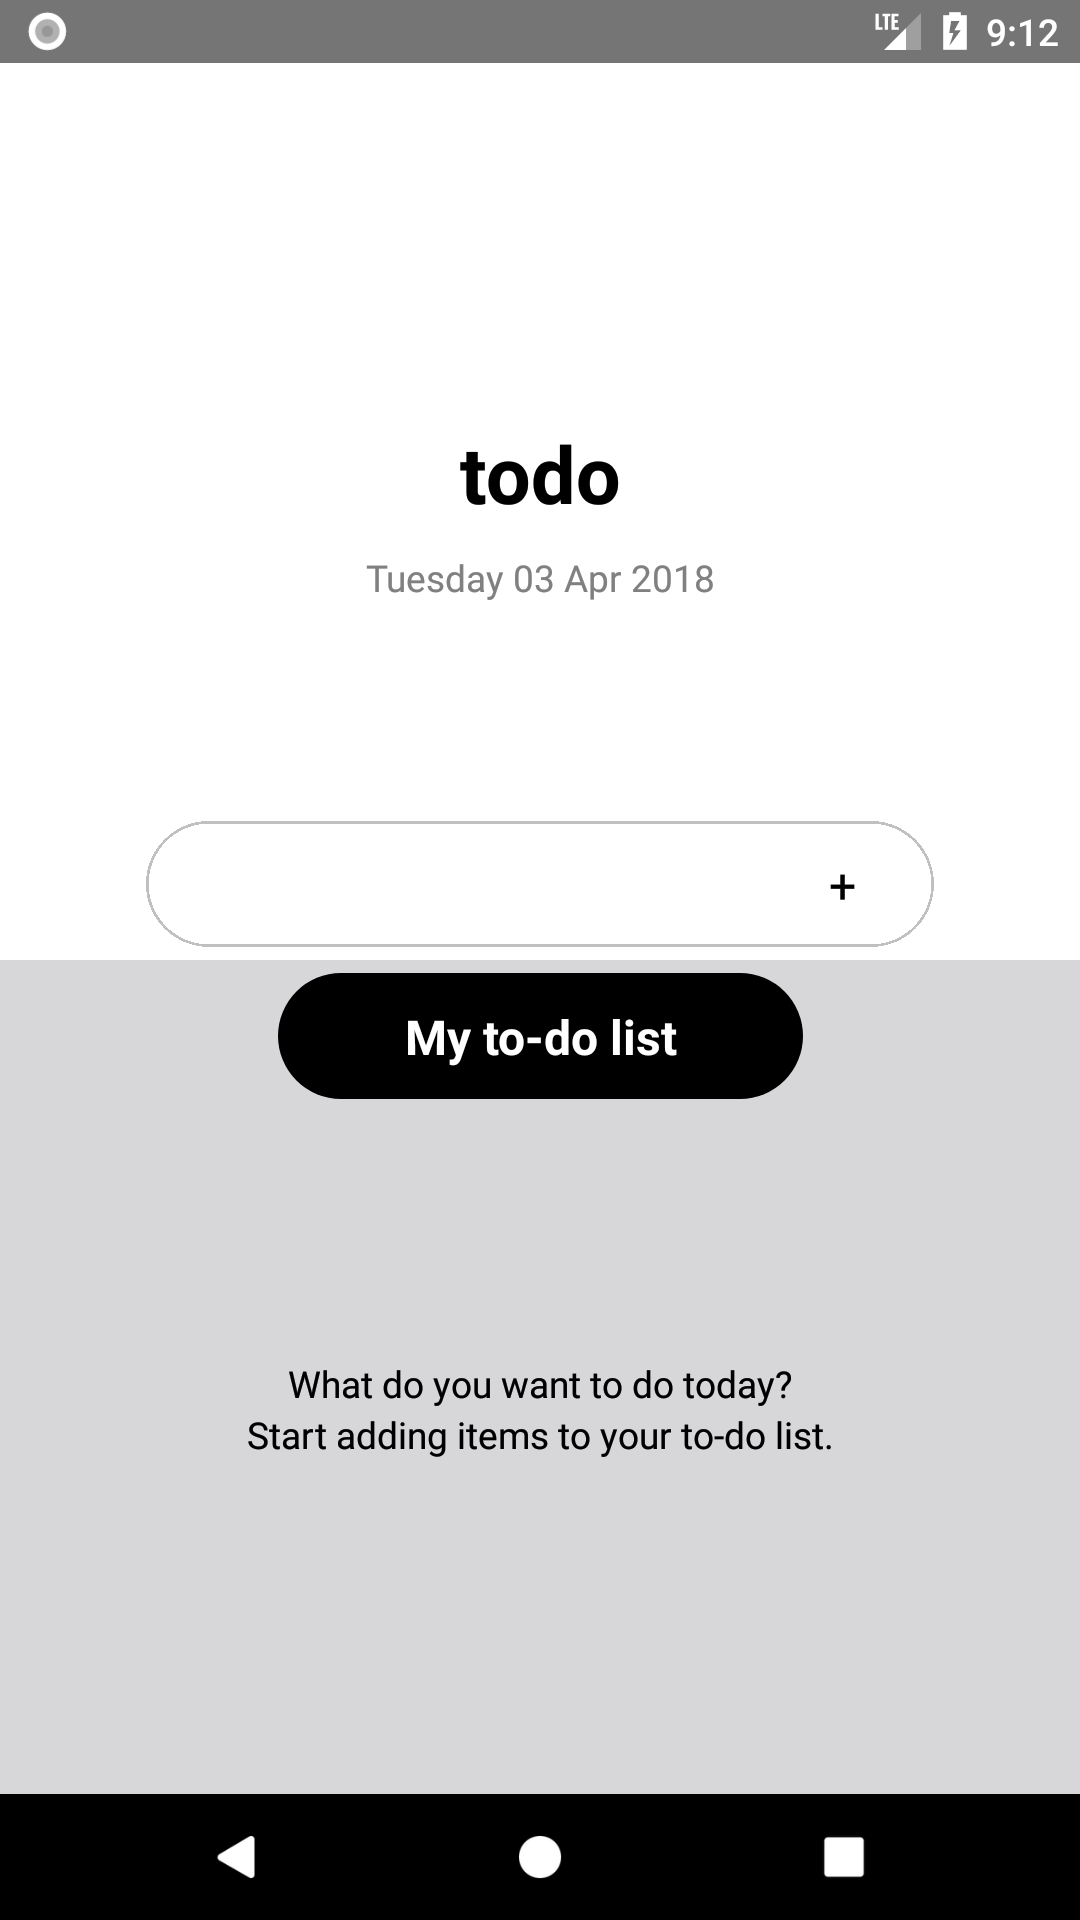 LTE 9:12
todo
Tuesday 03 Apr 2018
+
My to-do list
What do you want to do today?
Start adding items to your to-do list.